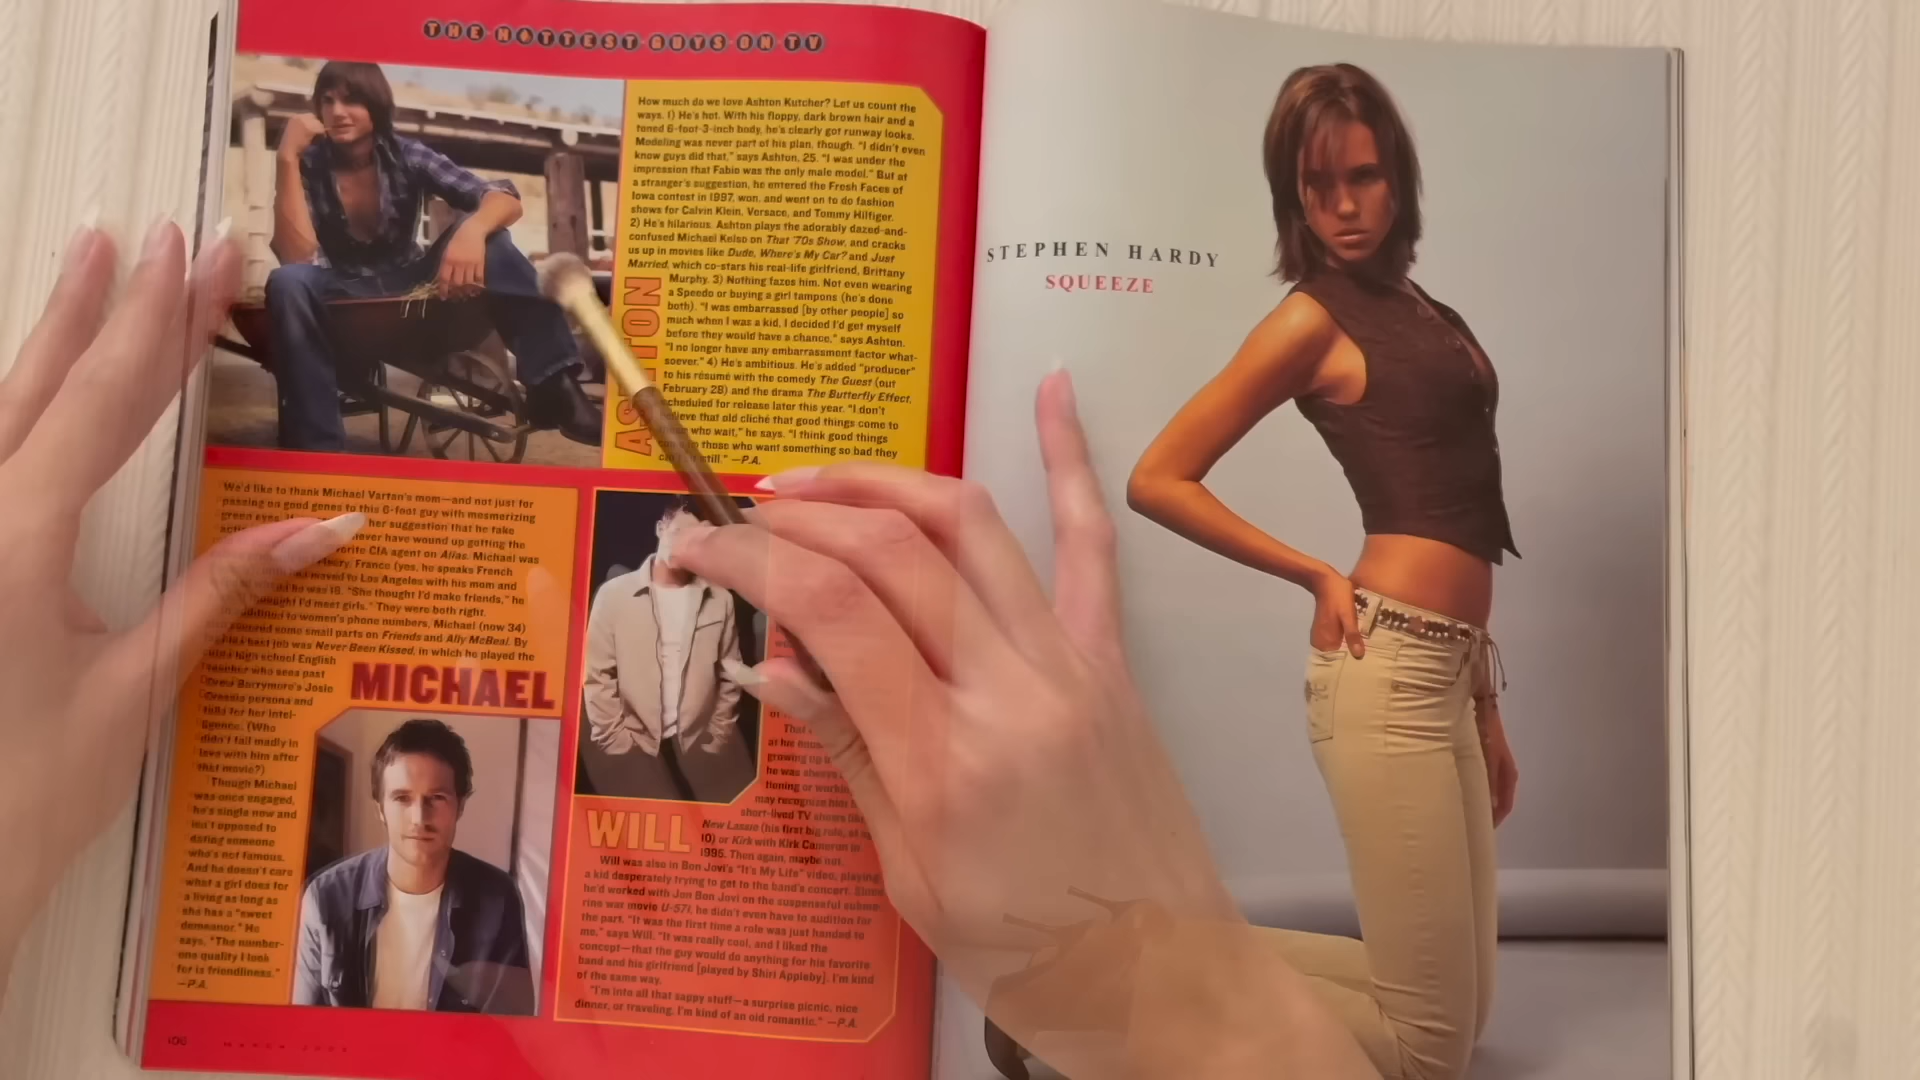 THE HOTTEST GUYS ON TV
How much do we love Ashton Kutcher? Let us count the
ways. 1) He's hot. With his floppy, dark brown hair and a
toned 6-foot-3-inch body, he's clearly got runway looks.
Modeling was never part of his plan, though. "I didn't even
know guys did that," says Ashton, 25. "I was under the
impression that Fabio was the only male model." But at
a stranger's suggestion, he entered the Fresh Faces of
Iowa contest in 1997, won, and went on to do fashion
shows for Calvin Klein, Versace, and Tommy Hilfiger.
2) He's hilarious. Ashton plays the adorably dazed-and-
confused Michael Kelso on That '70s Show, and cracks
us up in movies like Dude, Where's My Car? and Just
Married, which co-stars his real-life girlfriend, Brittany
Murphy. 3) Nothing fazes him. Not even wearing
a Speedo or buying a girl tampons (he's done
both). "I was embarrassed [by other people] so
much when I was a kid, I decided I'd get myself
before they would have a chance," says Ashton.
"I no longer have any embarrassment factor what-
soever." 4) He's ambitious. He's added "producer"
to his résumé with the comedy The Guest (out
February 28) and the drama The Butterfly Effect,
scheduled for release later this year. "I don't
believe that old cliché that good things come to
who wait," he says. "I think good things
to those who want something so bad they
still." —P.A.
We'd like to thank Michael Vartan's mom—and not just for
passing on good genes to this 6-foot guy with mesmerizing
green eyes. her suggestion that he take
never have wound up getting the
CIA agent on Alias. Michael was
France (yes, he speaks French
moved to Los Angeles with his mom and
he was 18. "She thought I'd make friends," he
thought I'd meet girls." They were both right.
to women's phone numbers, Michael (now 34)
some small parts on Friends and Ally McBeal. By
best job was Never Been Kissed, in which he played the
high school English
teacher who sees past
Drew Barrymore's Josie
Grossie persona and
falls for her intel-
ligence. (Who
didn't fall madly in
love with him after
that movie?)
Though Michael
was once engaged,
he's single now and
isn't opposed to
dating someone
who's not famous.
And he doesn't care
what a girl does for
a living as long as
she has a "sweet
demeanor." He
says, "The number-
one quality I look
for is friendliness."
—P.A.
MICHAEL
WILL
of
That
at his
growing up
he was always
tioning or
may recognize him
short-lived TV shows
New Lassie (his first big role, at
10) or Kirk with Kirk Cameron in
1995. Then again, maybe not.
Will was also in Bon Jovi's "It's My Life" video, playing
a kid desperately trying to get to the band's concert. Since
he'd worked with Jon Bon Jovi on the suspenseful subma-
rine war movie U-571, he didn't even have to audition for
the part. "It was the first time a role was just handed to
me," says Will. "It was really cool, and I liked the
concept—that the guy would do anything for his favorite
band and his girlfriend [played by Shiri Appleby]. I'm kind
of the same way.
"I'm into all that sappy stuff—a surprise picnic, nice
dinner, or traveling. I'm kind of an old romantic." —P.A.
STEPHEN HARDY
SQUEEZE